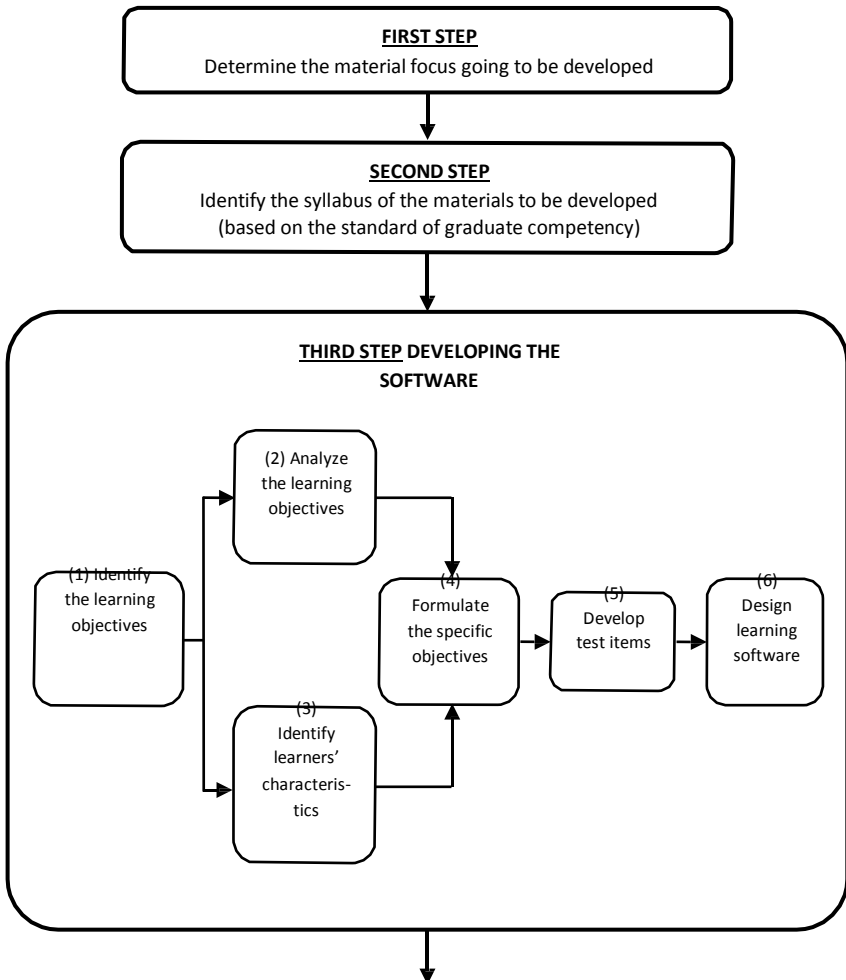 FIRST STEP
Determine the material focus going to be developed
SECOND STEP
Identify the syllabus of the materials to be developed
(based on the standard of graduate competency)
THIRD STEP DEVELOPING THE
SOFTWARE
(1) Identify
the learning
objectives
(2) Analyze
the learning
objectives
(3)
Identify
learners’
characteris-
tics
(4)
Formulate
the specific
objectives
(5)
Develop
test items
(6)
Design
learning
software